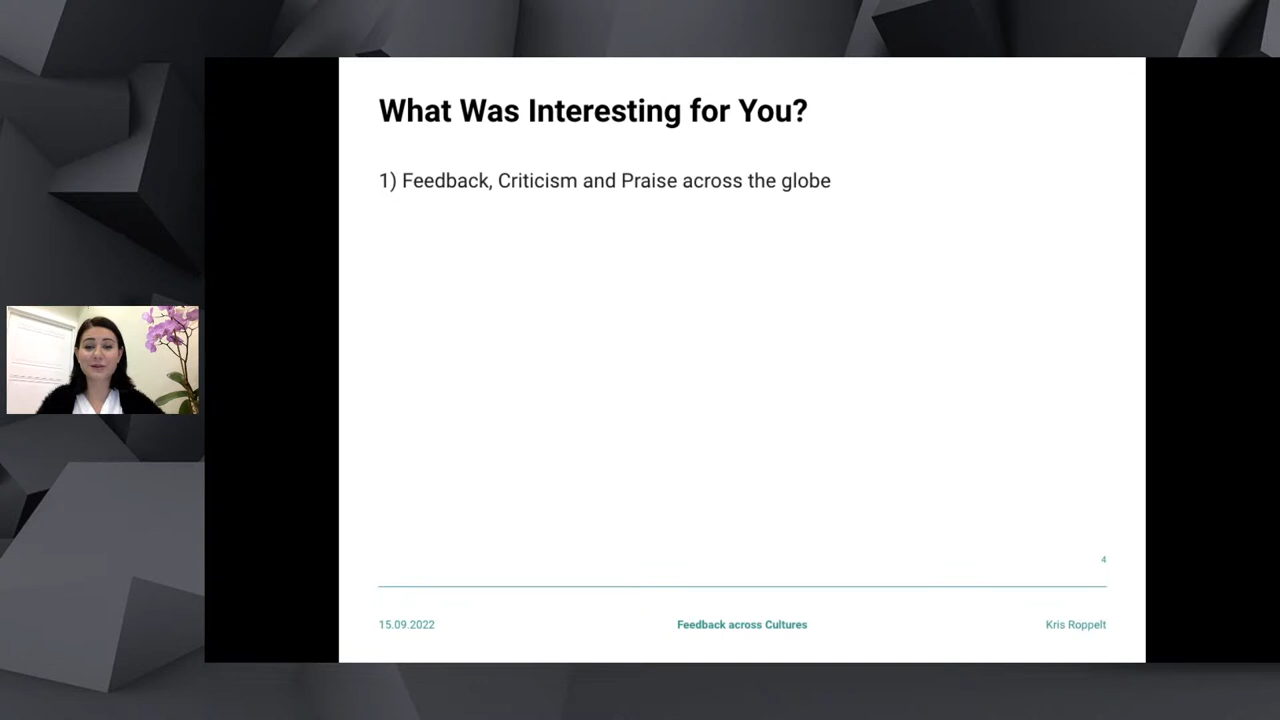 What Was Interesting for You?
1) Feedback, Criticism and Praise across the globe
4
15.09.2022
Feedback across Cultures
Kris Roppelt